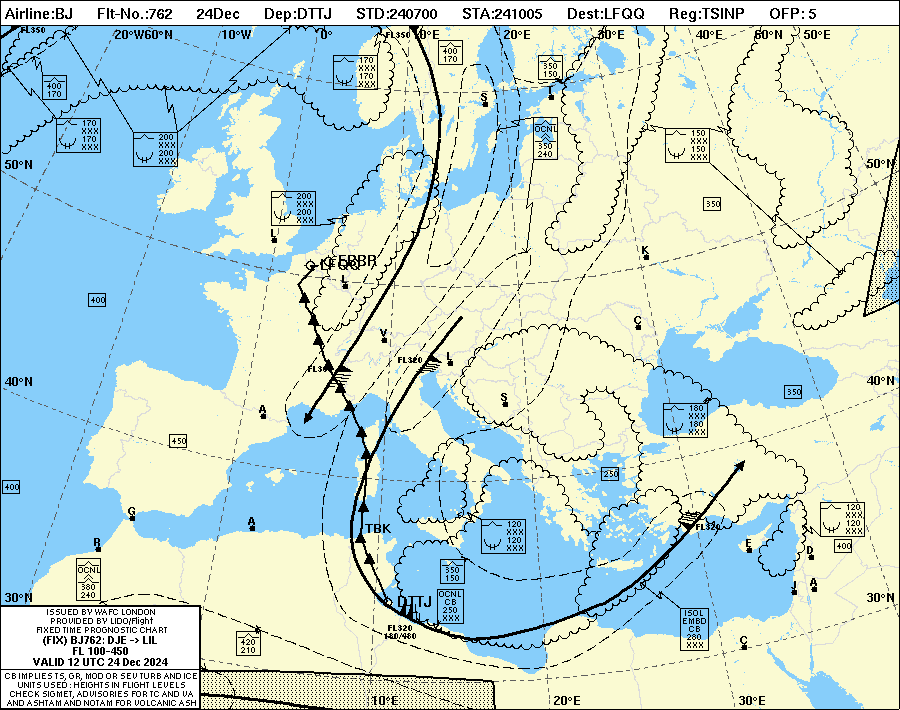 Airline:BJ Flt-No.:762 24Dec Dep:DTTJ STD:240700 STA:241005 Dest:LFQQ Reg:TSINP OFP: 5
FL350
20°W60°N
10°W
0°
FL350
10°E
20°E
30°E
40°E
50°N
50°E
400
170
170
XXX
170
XXX
400
170
350
150
T
S
170
XXX
170
XXX
200
XXX
200
XXX
OCNL
350
240
150
XXX
150
XXX
50°N
50°N
200
XXX
200
XXX
350
L
EBBR
LFQQ
L
K
400
C
V
FL320
L
40°N
40°N
350
S
A
180
XXX
180
XXX
450
250
400
G
A
TBK
120
XXX
120
XXX
FL320
120
XXX
120
XXX
R
E
D
400
OCNL
380
240
350
150
J
A
30°N
30°N
DTTJ
OCNL
CB
250
XXX
FL320
180/480
ISOL
EMBD
CB
280
XXX
C
420
210
ISSUED BY WAFC LONDON
PROVIDED BY LIDO/Flight
FIXED TIME PROGNOSTIC CHART
(FIX) BJ762: DJE -> LIL
FL 100-450
VALID 12 UTC 24 Dec 2024
CB IMPLIES TS, GR, MOD OR SEV TURB AND ICE
UNITS USED : HEIGHTS IN FLIGHT LEVELS
CHECK SIGMET, ADVISORIES FOR TC AND VA
AND ASHTAM AND NOTAM FOR VOLCANIC ASH
10°E
20°E
30°E